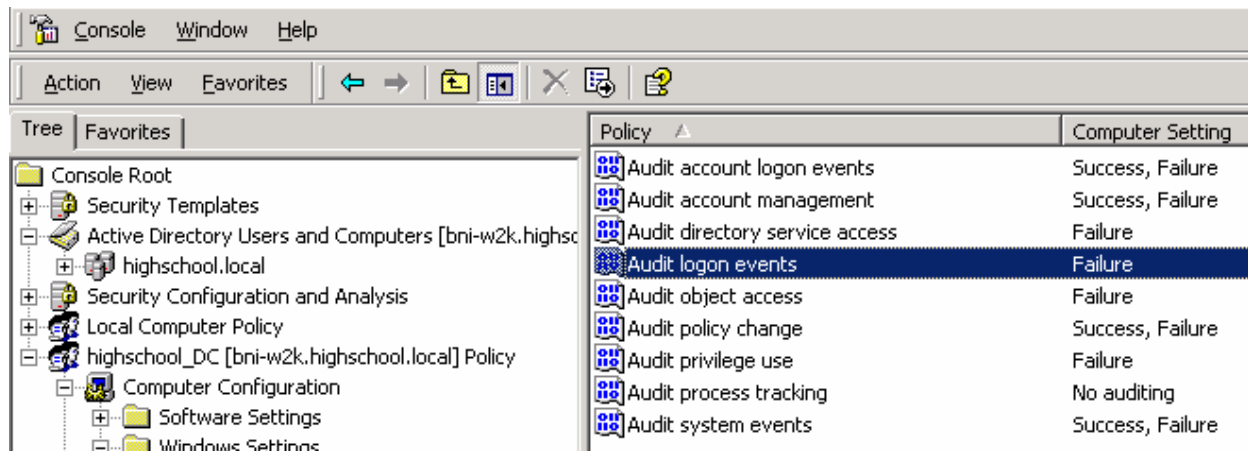 Console Window Help
Action View Favorites
Tree Favorites
Console Root
Security Templates
Active Directory Users and Computers [bni-w2k.highsc
highschool.local
Security Configuration and Analysis
Local Computer Policy
highschool_DC [bni-w2k.highschool.local] Policy
Computer Configuration
Software Settings
Windows Settings
Policy Computer Setting
Audit account logon events Success, Failure
Audit account management Success, Failure
Audit directory service access Failure
Audit logon events Failure
Audit object access Failure
Audit policy change Success, Failure
Audit privilege use Failure
Audit process tracking No auditing
Audit system events Success, Failure